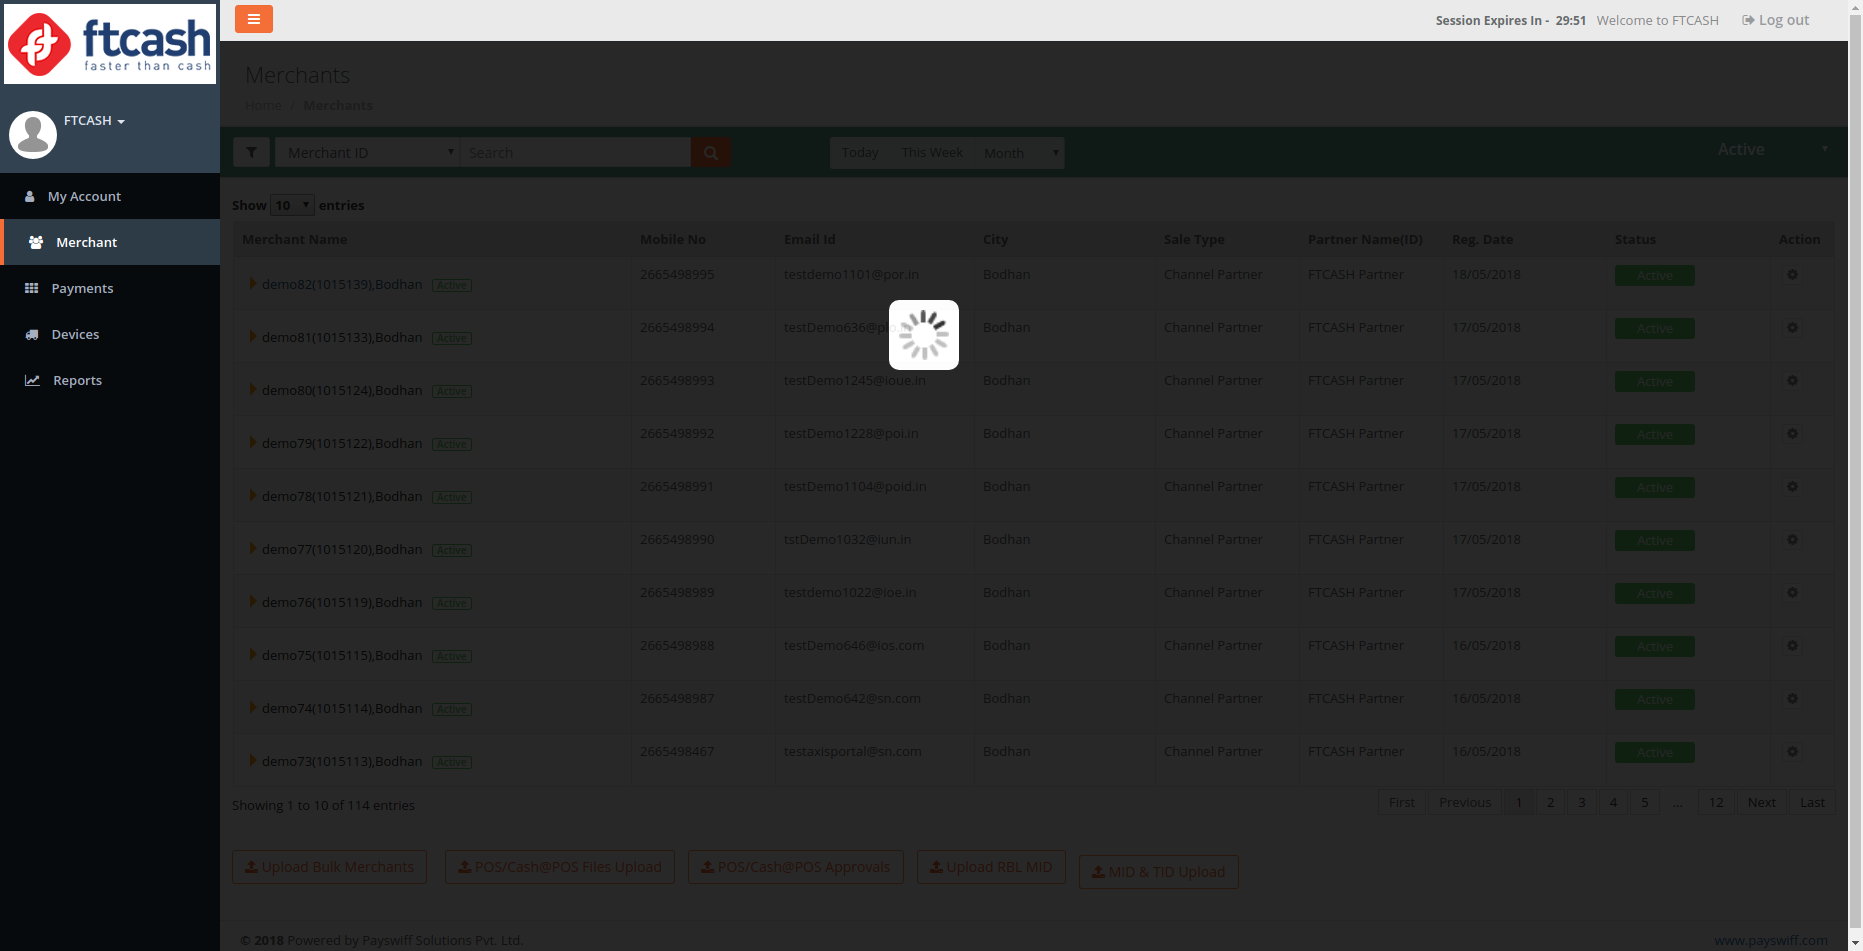 ftcash
faster than cash
Session Expires In - 29:51 Welcome to FTCASH Log out
FTCASH
My Account
Merchant
Payments
Devices
Reports
Merchants
Home / Merchants
Merchant ID Search Today This Week Month Active
Show 10 entries
Merchant Name Mobile No Email Id City Sale Type Partner Name(ID) Reg. Date Status Action
demo82(1015139),Bodhan Active 2665498995 testdemo1101@por.in Bodhan Channel Partner FTCASH Partner 18/05/2018 Active
demo81(1015133),Bodhan Active 2665498994 Bodhan Channel Partner FTCASH Partner 17/05/2018 Active
demo80(1015124),Bodhan Active 2665498993 testDemo1245@ioue.in Bodhan Channel Partner FTCASH Partner 17/05/2018 Active
demo79(1015122),Bodhan Active 2665498992 testDemo1228@poi.in Bodhan Channel Partner FTCASH Partner 17/05/2018 Active
demo78(1015121),Bodhan Active 2665498991 testDemo1104@poid.in Bodhan Channel Partner FTCASH Partner 17/05/2018 Active
demo77(1015120),Bodhan Active 2665498990 tstDemo1032@iun.in Bodhan Channel Partner FTCASH Partner 17/05/2018 Active
demo76(1015119),Bodhan Active 2665498989 testdemo1022@ioe.in Bodhan Channel Partner FTCASH Partner 17/05/2018 Active
demo75(1015115),Bodhan Active 2665498988 testDemo646@ios.com Bodhan Channel Partner FTCASH Partner 16/05/2018 Active
demo74(1015114),Bodhan Active 2665498987 testDemo642@sn.com Bodhan Channel Partner FTCASH Partner 16/05/2018 Active
demo73(1015113),Bodhan Active 2665498467 testaxisportal@sn.com Bodhan Channel Partner FTCASH Partner 16/05/2018 Active
Showing 1 to 10 of 114 entries First Previous 1 2 3 4 5 ... 12 Next Last
Upload Bulk Merchants POS/Cash@POS Files Upload POS/Cash@POS Approvals Upload RBL MID MID & TID Upload
© 2018 Powered by Payswiff Solutions Pvt. Ltd. www.payswiff.com